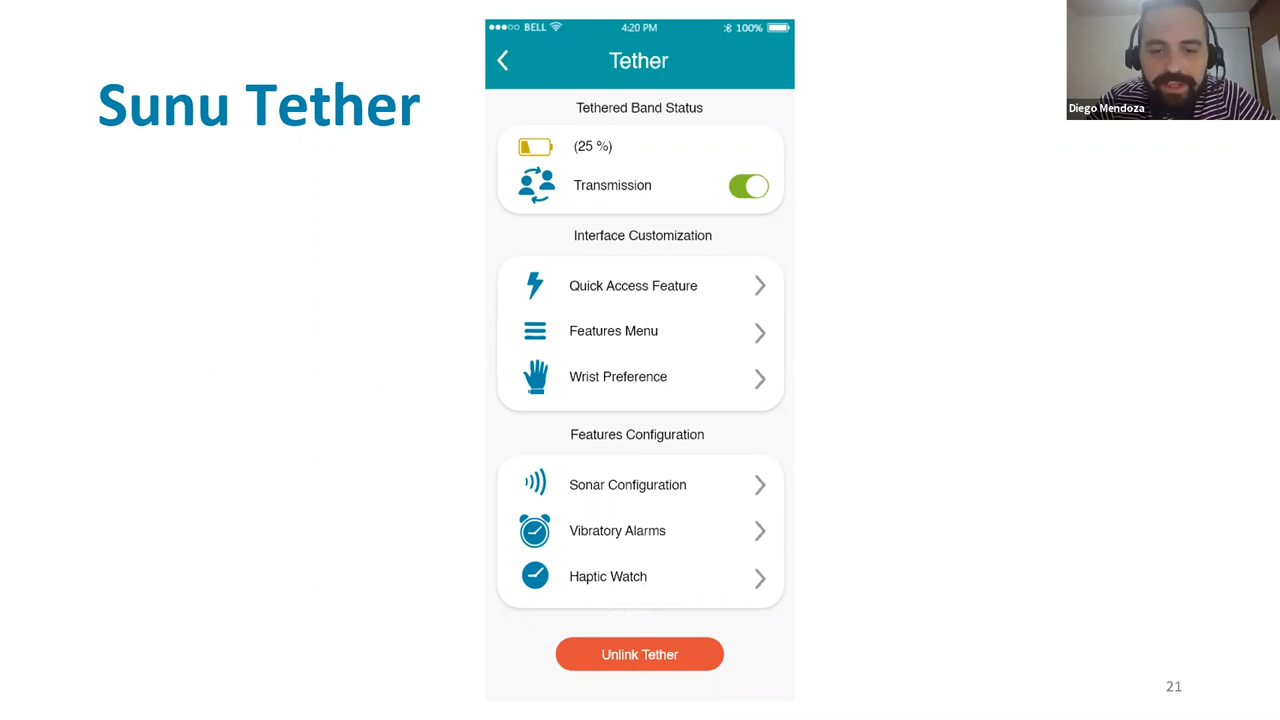 Sunu Tether
BELL 4:20 PM 100%
Tether
Tethered Band Status
(25 %)
Transmission
Interface Customization
Quick Access Feature
Features Menu
Wrist Preference
Features Configuration
Sonar Configuration
Vibratory Alarms
Haptic Watch
Unlink Tether
Diego Mendoza
21